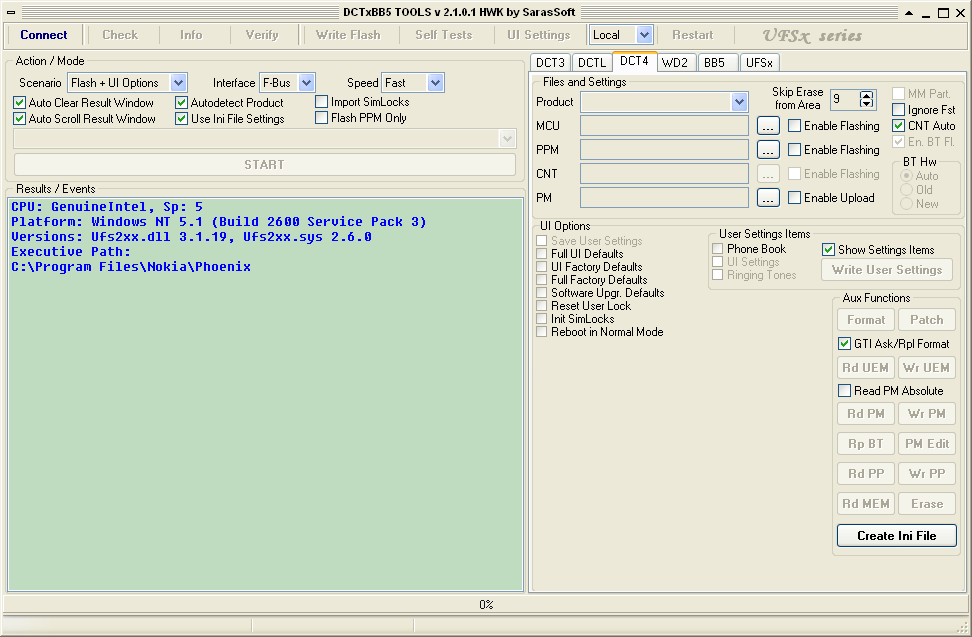 DCTxBB5 TOOLS v 2.1.0.1 HWK by SarasSoft
Connect Check Info Verify Write Flash Self Tests UI Settings Local Restart UFSx series
Action / Mode
Scenario Flash + UI Options Interface F-Bus Speed Fast
Auto Clear Result Window Autodetect Product Import SimLocks
Auto Scroll Result Window Use Ini File Settings Flash PPM Only
START
Results / Events
CPU: GenuineIntel, Sp: 5
Platform: Windows NT 5.1 (Build 2600 Service Pack 3)
Versions: Ufs2xx.dll 3.1.19, Ufs2xx.sys 2.6.0
Executive Path:
C:\Program Files\Nokia\Phoenix
DCT3 DCTL DCT4 WD2 BB5 UFSx
Files and Settings
Product
Skip Erase
from Area
9
MM Part.
Ignore Fst
CNT Auto
En. BT Fl.
MCU ... Enable Flashing
PPM ... Enable Flashing
CNT ... Enable Flashing
PM ... Enable Upload
BT Hw
Auto
Old
New
UI Options
Save User Settings
Full UI Defaults
UI Factory Defaults
Full Factory Defaults
Software Upgr. Defaults
Reset User Lock
Init SimLocks
Reboot in Normal Mode
User Settings Items
Phone Book
UI Settings
Ringing Tones
Show Settings Items
Write User Settings
Aux Functions
Format Patch
GTI Ask/Rpl Format
Rd UEM Wr UEM
Read PM Absolute
Rd PM Wr PM
Rp BT PM Edit
Rd PP Wr PP
Rd MEM Erase
Create Ini File
0%